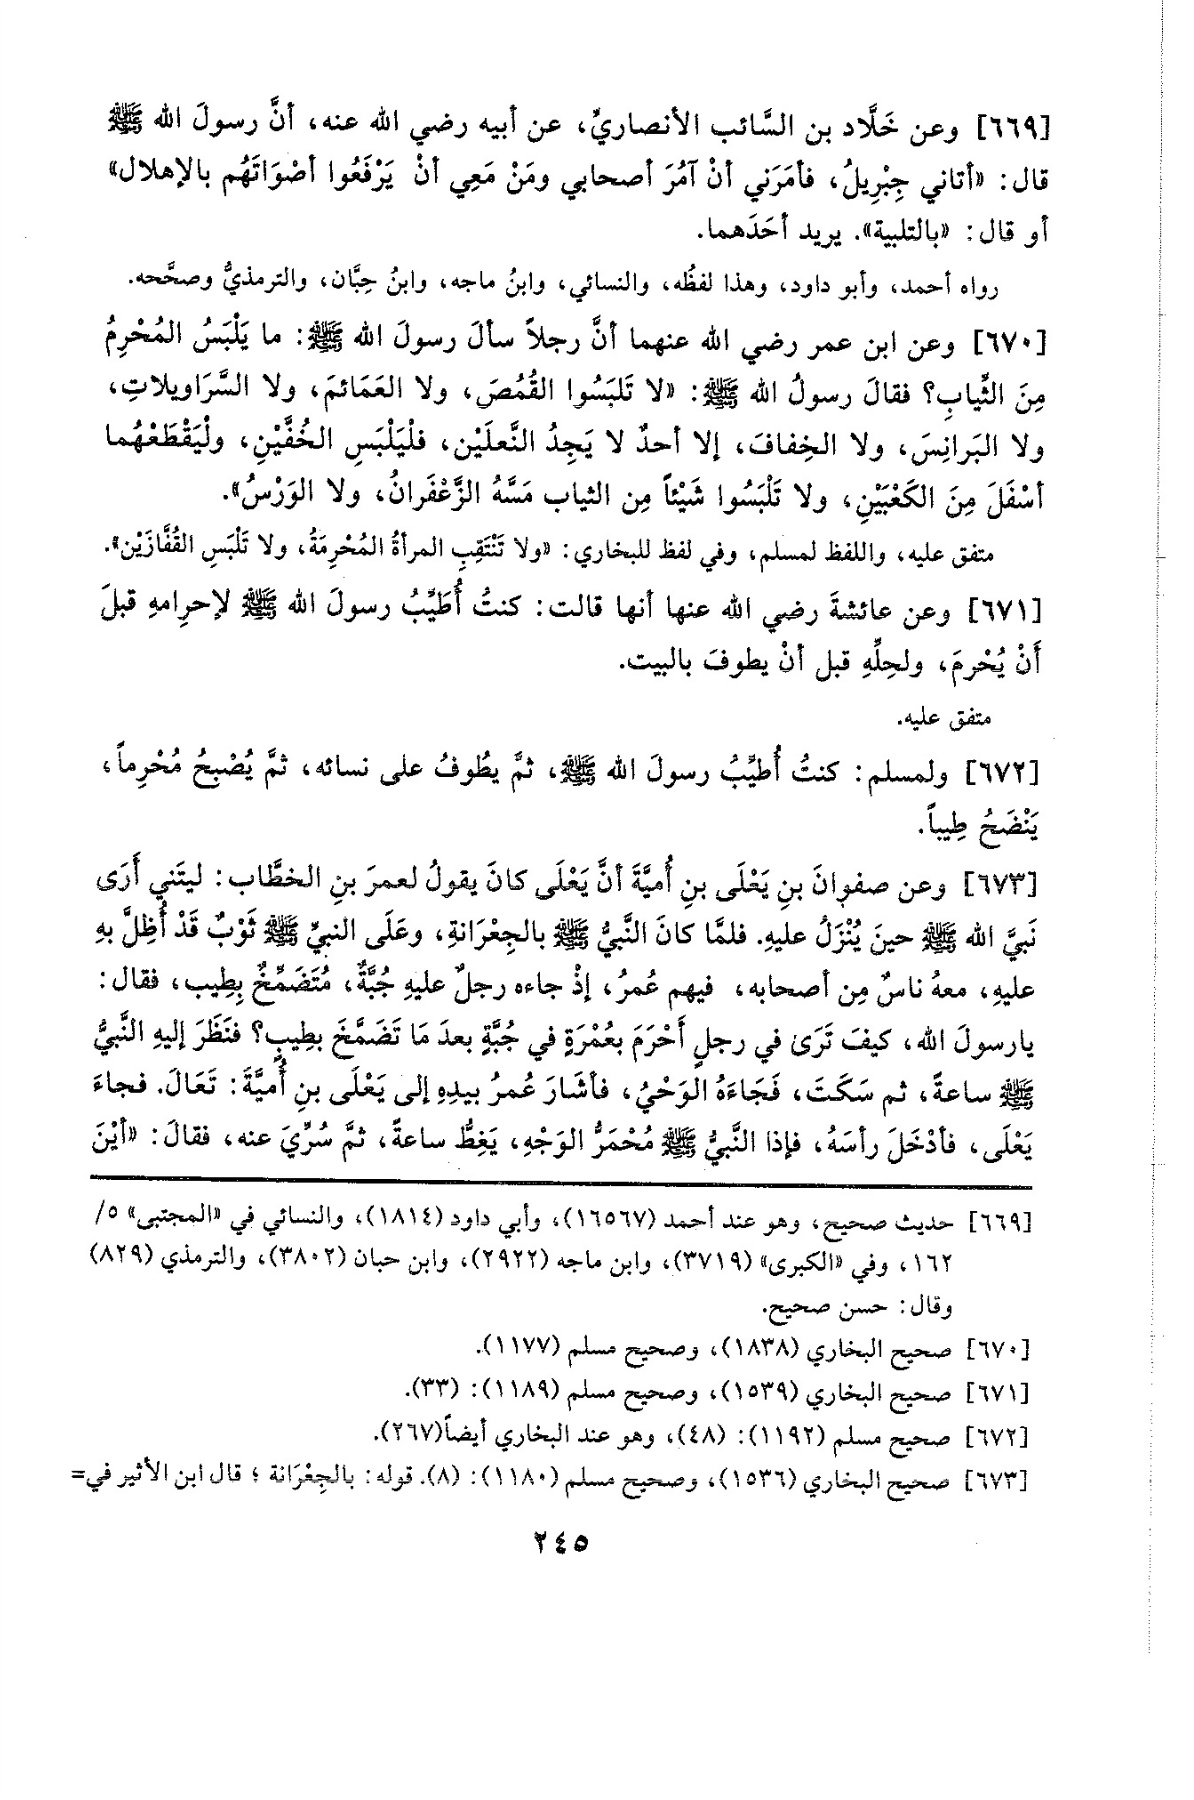 [٦٦٩] وعن خَلَّاد بن السَّائب الأنصاريِّ، عن أبيه رضي الله عنه، أنَّ رسولَ الله ﷺ
قال: «أتاني جِبْرِيلُ، فأمَرَني أنْ آمُرَ أصحابي ومَنْ مَعِي أنْ يَرْفَعُوا أصْوَاتَهُم بالإهلال»
أو قال: «بالتلبية». يريد أحَدَهما.
رواه أحمد، وأبو داود، وهذا لفظُه، والنسائي، وابنُ ماجه، وابنُ حِبَّان، والترمذيُّ وصحَّحه.
[٦٧٠] وعن ابن عمر رضي الله عنهما أنَّ رجلاً سألَ رسولَ الله ﷺ: ما يَلْبَسُ المُحْرِمُ
مِنَ الثِّيابِ؟ فقالَ رسولُ الله ﷺ: «لا تَلبَسُوا القُمُصَ، ولا العَمَائمَ، ولا السَّرَاويلاتِ،
ولا البَرانِسَ، ولا الخِفافَ، إلا أحدٌ لا يَجِدُ النَّعلَيْن، فلْيَلْبَسِ الخُفَّيْنِ، ولْيَقْطَعْهُما
أسْفَلَ مِنَ الكَعْبَيْنِ، ولا تَلْبَسُوا شَيْئاً مِن الثياب مَسَّهُ الزَّعْفَرانُ، ولا الوَرْسُ».
متفق عليه، واللفظ لمسلم، وفي لفظ للبخاري: «ولا تَنْتَقِبِ المرأةُ المُحْرِمَةُ، ولا تَلْبَسِ القُفَّازَيْن».
[٦٧١] وعن عائشةَ رضي الله عنها أنها قالت: كنتُ أُطَيِّبُ رسولَ الله ﷺ لإحرِامهِ قبلَ
أَنْ يُحْرمَ، ولحِلِّهِ قبل أنْ يطوفَ بالبيت.
متفق عليه.
[٦٧٢] ولمسلم: كنتُ أُطيِّبُ رسولَ الله ﷺ، ثمَّ يطُوفُ على نسائه، ثمَّ يُصْبِحُ مُحْرِماً،
يَنْضَحُ طِيباً.
[٦٧٣] وعن صفوانَ بنِ يَعْلَى بنِ أُميَّةَ أنَّ يَعْلَى كانَ يقولُ لعمرَ بنِ الخطَّاب: ليتَني أَرَى
نَبيَّ الله ﷺ حينَ يُنْزَلُ عليهِ. فلمَّا كانَ النَّبيُّ ﷺ بالجِعْرَانةِ، وعَلَى النبيِّ ﷺ ثَوْبٌ قَدْ أُظِلَّ بهِ
عليهِ، معهُ ناسٌ مِن أصحابه، فيهم عُمرُ، إذْ جاءه رجلٌ عليهِ جُبَّةٌ، مُتَضَمِّخٌ بِطِيب، فقال:
يارسولَ الله، كيفَ تَرَىٰ في رجلٍ أَحْرَمَ بعُمْرَةٍ في جُبَّةٍ بعدَ مَا تَضَمَّخَ بطِيبٍ؟ فنَظَرَ إليهِ النَّبيُّ
ﷺ ساعةً، ثم سَكَتَ، فَجَاءَهُ الوَحْيُ، فأشَارَ عُمرُ بيدِهِ إلى يَعْلَى بنِ أُميَّةَ: تَعَالَ. فجاءَ
يَعْلَى، فأدْخَلَ رأسَهُ، فإذا النَّبيُّ ﷺ مُحْمَرُّ الوَجْهِ، يَغِطُّ ساعةً، ثمَّ سُرِّيَ عنه، فقالَ: «أيْنَ
[٦٦٩] حديث صحيح، وهو عند أحمد (١٦٥٦٧)، وأبي داود (١٨١٤)، والنسائي في «المجتبى» ٥/
١٦٢، وفي «الكبرى» (٣٧١٩)، وابن ماجه (٢٩٢٢)، وابن حبان (٣٨٠٢)، والترمذي (٨٢٩)
وقال: حسن صحيح.
[٦٧٠] صحيح البخاري (١٨٣٨)، وصحيح مسلم (١١٧٧).
[٦٧١] صحيح البخاري (١٥٣٩)، وصحيح مسلم (١١٨٩): (٣٣).
[٦٧٢] صحيح مسلم (١١٩٢): (٤٨)، وهو عند البخاري أيضاً(٢٦٧).
[٦٧٣] صحيح البخاري (١٥٣٦)، وصحيح مسلم (١١٨٠): (٨). قوله: بالجِعْرَانة ؛ قال ابن الأثير في=
٢٤٥